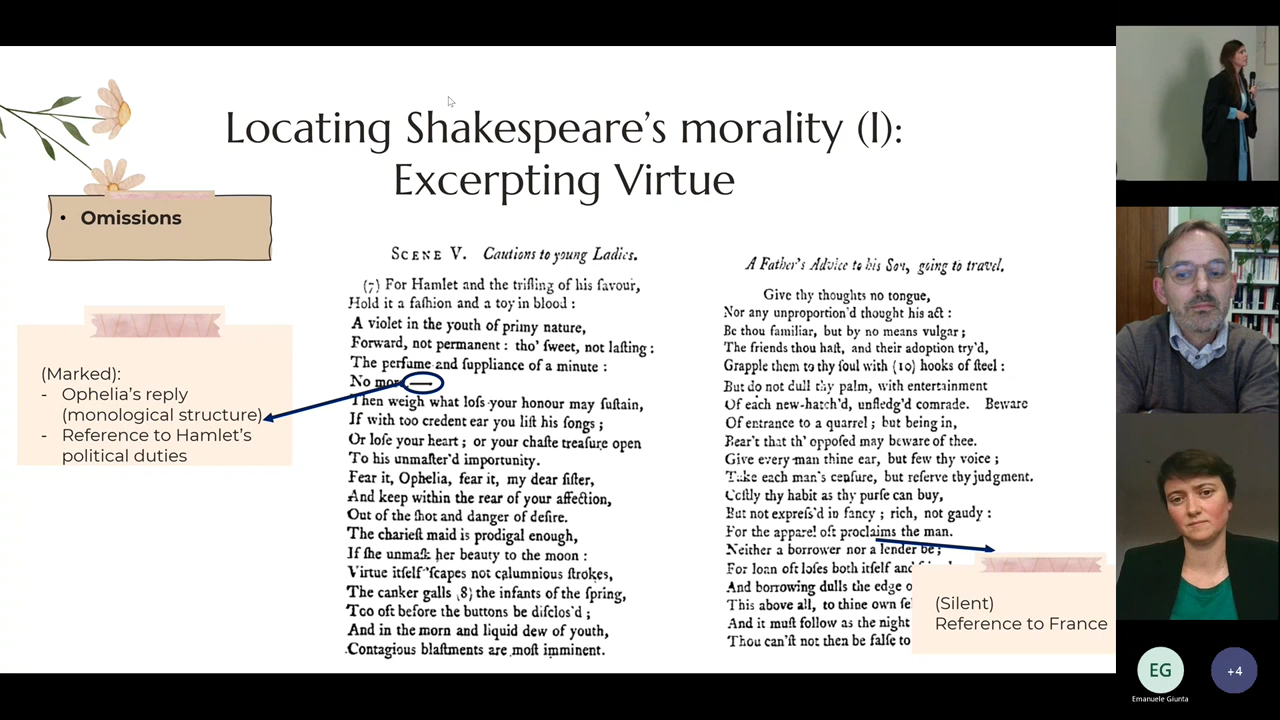 Locating Shakespeare’s morality (I):
Excerpting Virtue
• Omissions
(Marked):
- Ophelia’s reply
(monological structure)
- Reference to Hamlet’s
political duties
SCENE V. Cautions to young Ladies.
(7) For Hamlet and the trifling of his favour,
Hold it a fashion and a toy in blood :
A violet in the youth of primy nature,
Forward, not permanent : tho’ sweet, not lasting :
The perfume and suppliance of a minute :
No mor —
Then weigh what loſs your honour may ſuſtain,
If with too credent ear you liſt his ſongs ;
Or loſe your heart ; or your chaſte treaſure open
To his unmaſter’d importunity.
Fear it, Ophelia, fear it, my dear ſiſter,
And keep within the rear of your affection,
Out of the ſhot and danger of deſire.
The charieſt maid is prodigal enough,
If ſhe unmaſk her beauty to the moon :
Virtue itſelf ’ſcapes not calumnious ſtrokes,
The canker galls (8) the infants of the ſpring,
Too oft before the buttons be diſclos’d ;
And in the morn and liquid dew of youth,
Contagious blaſtments are moſt imminent.
A Father’s Advice to his Son, going to travel.
Give thy thoughts no tongue,
Nor any unproportion’d thought his act :
Be thou familiar, but by no means vulgar ;
The friends thou haſt, and their adoption try’d,
Grapple them to thy ſoul with (10) hooks of ſteel :
But do not dull thy palm, with entertainment
Of each new-hatch’d, unfledg’d comrade. Beware
Of entrance to a quarrel ; but being in,
Bear’t that th’ oppoſed may beware of thee.
Give every man thine ear, but few thy voice ;
Take each man’s cenſure, but reſerve thy judgment.
Coſtly thy habit as thy purſe can buy,
But not expreſs’d in fancy ; rich, not gaudy :
For the apparel oft proclaims the man.
Neither a borrower nor a lender be ;
For loan oft loſes both itſelf and
And borrowing dulls the edge o
This above all, to thine own ſe
And it muſt follow as the night
Thou can’ſt not then be falſe to
(Silent)
Reference to France
EG
Emanuele Giunta
+4